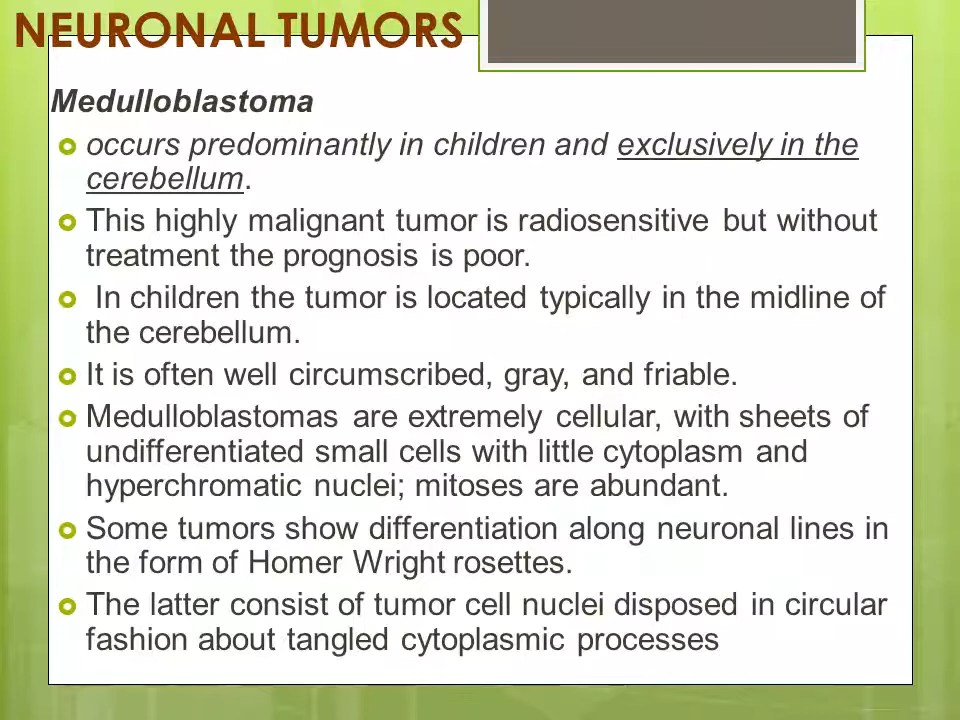 NEURONAL TUMORS
Medulloblastoma
occurs predominantly in children and exclusively in the
cerebellum.
This highly malignant tumor is radiosensitive but without
treatment the prognosis is poor.
In children the tumor is located typically in the midline of
the cerebellum.
It is often well circumscribed, gray, and friable.
Medulloblastomas are extremely cellular, with sheets of
undifferentiated small cells with little cytoplasm and
hyperchromatic nuclei; mitoses are abundant.
Some tumors show differentiation along neuronal lines in
the form of Homer Wright rosettes.
The latter consist of tumor cell nuclei disposed in circular
fashion about tangled cytoplasmic processes